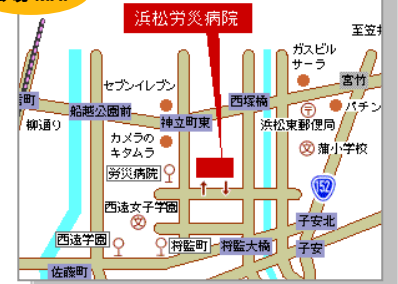 浜松労災病院
至笠井
ガスビル
サーラ
セブンイレブン
宮竹
町
船越公園前
西塚橋
パチン
柳通り
神立町東
浜松東郵便局
カメラの
キタムラ
蒲小学校
労災病院
152
西遠女子学園
子安北
西遠学園
将監町
将監大橋
子安
佐藤町